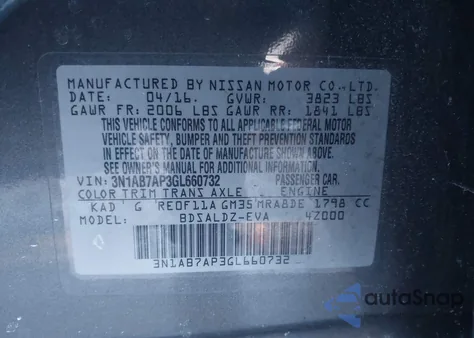 MANUFACTURED BY NISSAN MOTOR CO., LTD.
DATE: 04/16. GVWR: 3823 LBS
GAWR FR: 2006 LBS GAWR RR: 1841 LBS
THIS VEHICLE CONFORMS TO ALL APPLICABLE FEDERAL MOTOR
VEHICLE SAFETY, BUMPER AND THEFT PREVENTION STANDARDS
IN EFFECT ON THE DATE OF MANUFACTURE SHOWN ABOVE.
SEE OWNER'S MANUAL FOR ADDITIONAL INFORMATION.
VIN: 3N1AB7AP3GL660732 PASSENGER CAR.
COLOR TRIM TRANS AXLE ENGINE
KAD G RE0F11A GM35 MRA8DE 1798 CC
MODEL: BDSALDZ-EVA 4Z000
3N1AB7AP3GL660732
autoSnap